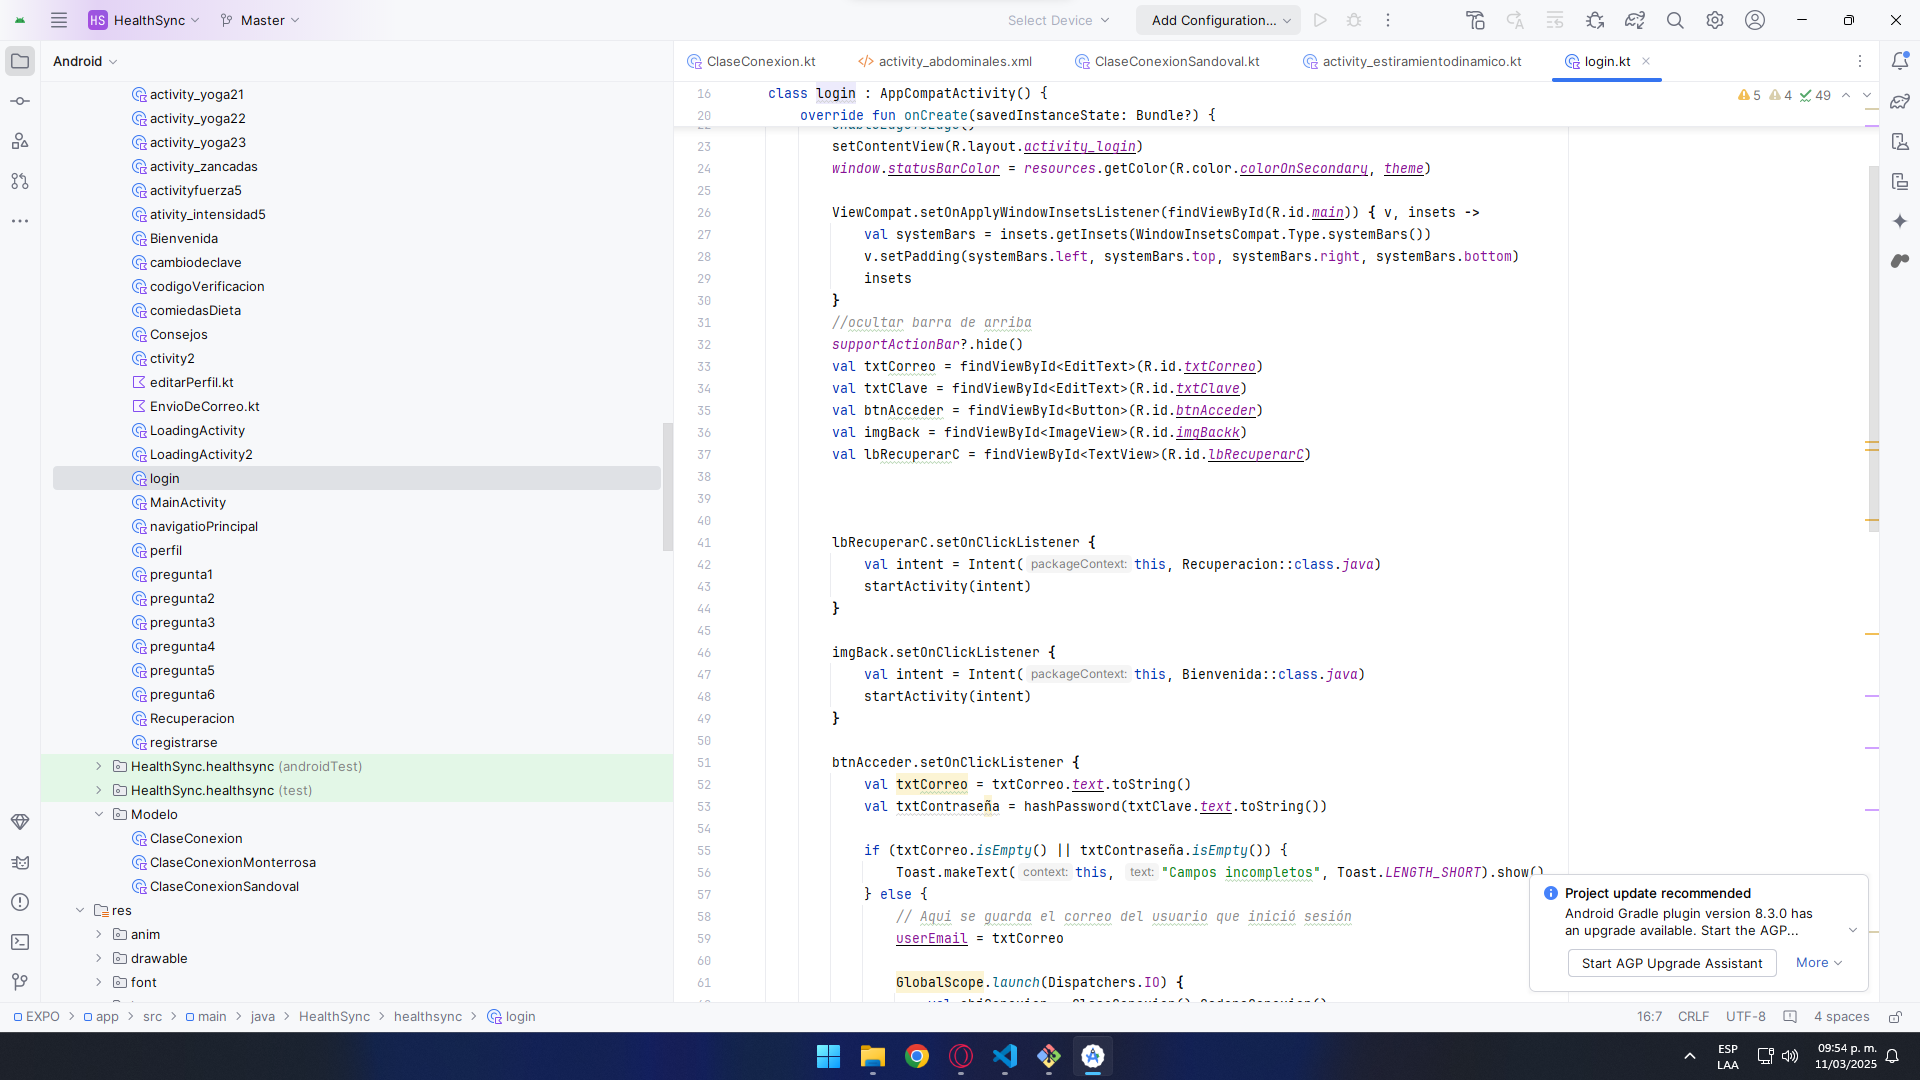 HS HealthSync Master Select Device Add Configuration...
Android
activity_yoga21
activity_yoga22
activity_yoga23
activity_zancadas
activityfuerza5
ativity_intensidad5
Bienvenida
cambiodeclave
codigoVerificacion
comiedasDieta
Consejos
ctivity2
editarPerfil.kt
EnvioDeCorreo.kt
LoadingActivity
LoadingActivity2
login
MainActivity
navigatioPrincipal
perfil
pregunta1
pregunta2
pregunta3
pregunta4
pregunta5
pregunta6
Recuperacion
registrarse
HealthSync.healthsync (androidTest)
HealthSync.healthsync (test)
Modelo
ClaseConexion
ClaseConexionMonterrosa
ClaseConexionSandoval
res
anim
drawable
font
ClaseConexion.kt activity_abdominales.xml ClaseConexionSandoval.kt activity_estiramientodinamico.kt login.kt
5 4 49
16 class login : AppCompatActivity() {
20 override fun onCreate(savedInstanceState: Bundle?) {
22 enableEdgeToEdge()
23 setContentView(R.layout.activity_login)
24 window.statusBarColor = resources.getColor(R.color.colorOnSecondary, theme)
25
26 ViewCompat.setOnApplyWindowInsetsListener(findViewById(R.id.main)) { v, insets ->
27 val systemBars = insets.getInsets(WindowInsetsCompat.Type.systemBars())
28 v.setPadding(systemBars.left, systemBars.top, systemBars.right, systemBars.bottom)
29 insets
30 }
31 //ocultar barra de arriba
32 supportActionBar?.hide()
33 val txtCorreo = findViewById<EditText>(R.id.txtCorreo)
34 val txtClave = findViewById<EditText>(R.id.txtClave)
35 val btnAcceder = findViewById<Button>(R.id.btnAcceder)
36 val imgBack = findViewById<ImageView>(R.id.imgBackk)
37 val lbRecuperarC = findViewById<TextView>(R.id.lbRecuperarC)
38
39
40
41 lbRecuperarC.setOnClickListener {
42 val intent = Intent( packageContext: this, Recuperacion::class.java)
43 startActivity(intent)
44 }
45
46 imgBack.setOnClickListener {
47 val intent = Intent( packageContext: this, Bienvenida::class.java)
48 startActivity(intent)
49 }
50
51 btnAcceder.setOnClickListener {
52 val txtCorreo = txtCorreo.text.toString()
53 val txtContraseña = hashPassword(txtClave.text.toString())
54
55 if (txtCorreo.isEmpty() || txtContraseña.isEmpty()) {
56 Toast.makeText( context: this, text: "Campos incompletos", Toast.LENGTH_SHORT).show()
57 } else {
58 // Aqui se guarda el correo del usuario que inició sesión
59 userEmail = txtCorreo
60
61 GlobalScope.launch(Dispatchers.IO) {
Project update recommended
Android Gradle plugin version 8.3.0 has
an upgrade available. Start the AGP...
Start AGP Upgrade Assistant More
EXPO > app > src > main > java > HealthSync > healthsync > login
16:7 CRLF UTF-8 4 spaces
ESP
LAA
09:54 p. m.
11/03/2025